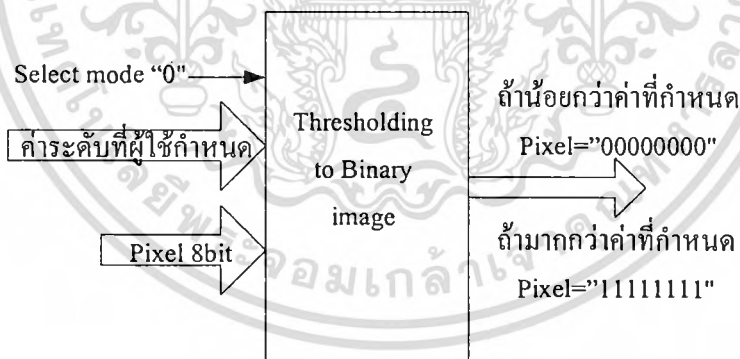 Select mode "0"
ค่าระดับที่ผู้ใช้กำหนด
Pixel 8bit
Thresholding
to Binary
image
ถ้าน้อยกว่าค่าที่กำหนด
Pixel="00000000"
ถ้ามากกว่าค่าที่กำหนด
Pixel="11111111"